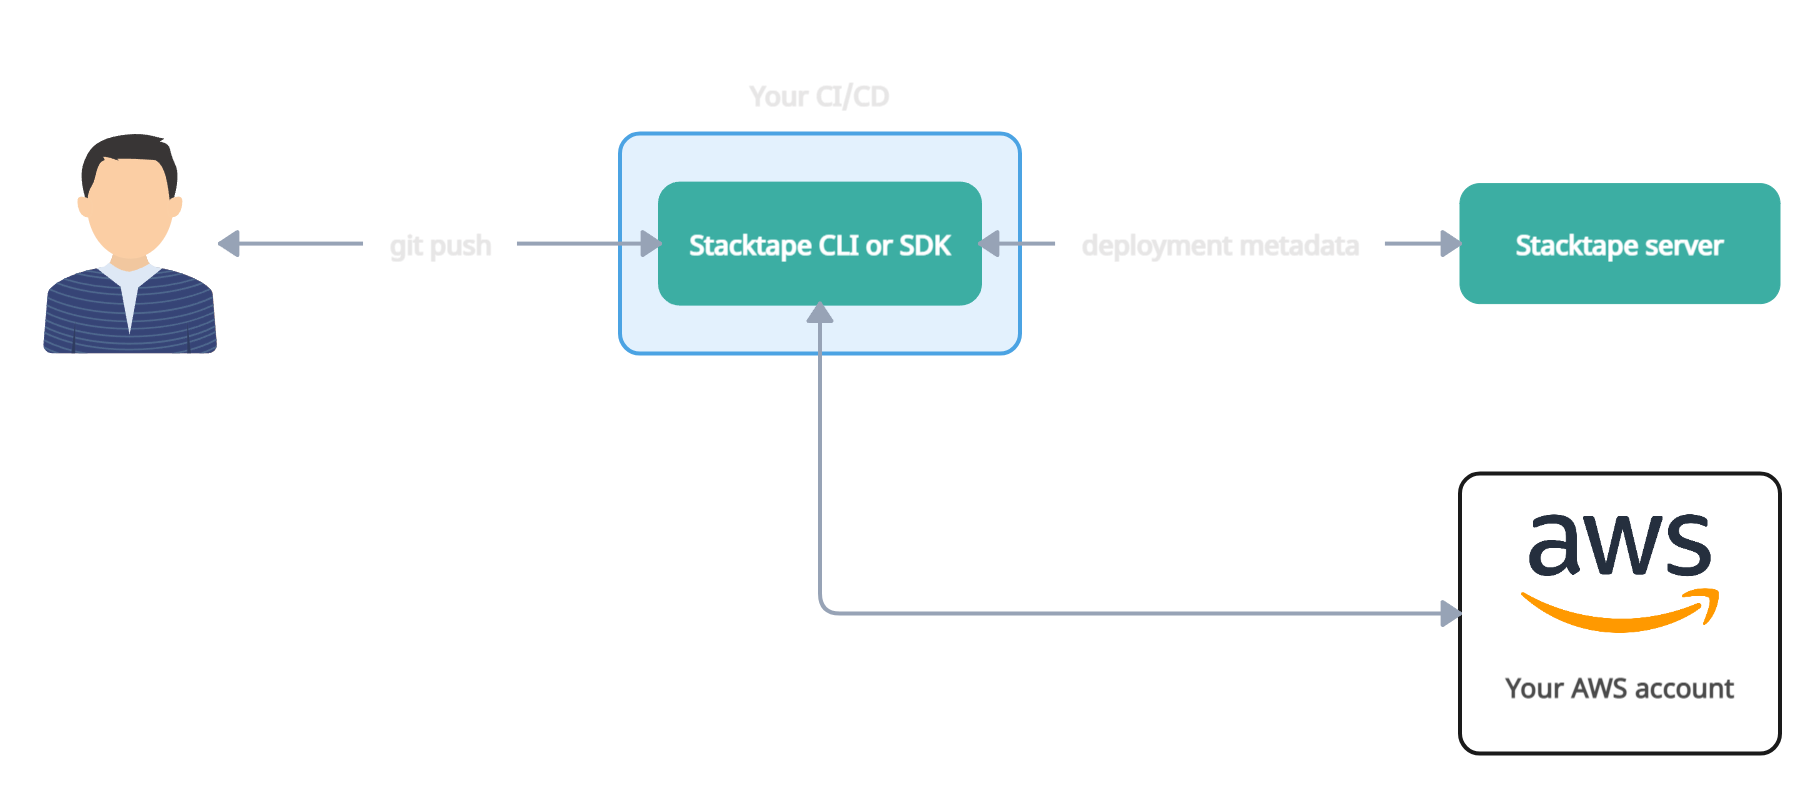 Your CI/CD
git push
Stacktape CLI or SDK
deployment metadata
Stacktape server
aws
Your AWS account